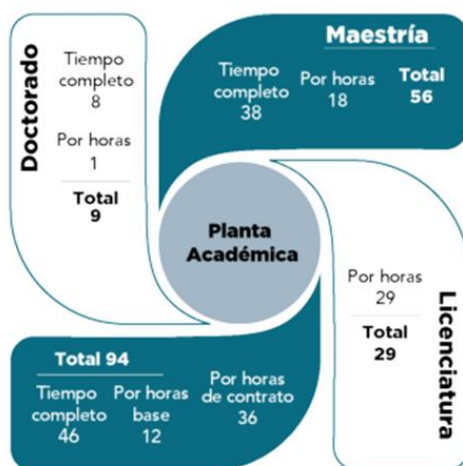 Doctorado
Tiempo
completo
8
Por horas
1
Total
9
Maestría
Tiempo
completo
38
Por horas
18
Total
56
Planta
Académica
Por horas
29
Total
29
Licenciatura
Total 94
Tiempo
completo
46
Por horas
base
12
Por horas
de contrato
36